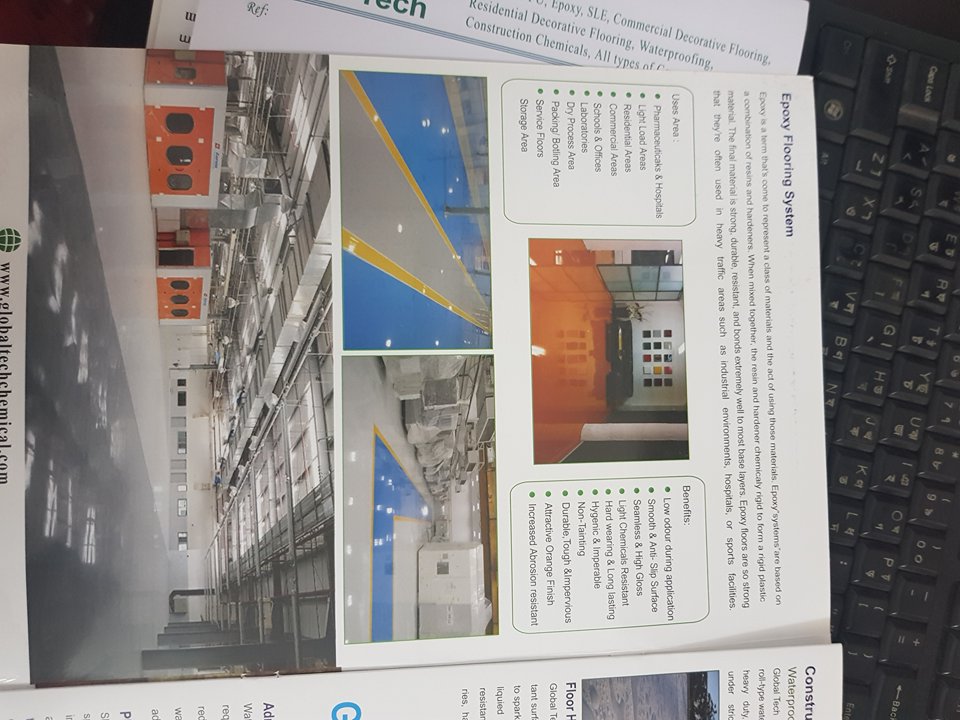 Epoxy Flooring System
Epoxy is a term that's come to represent a class of materials and the act of using those materials. Epoxy"systems"are based on
a combination of resins and hardeners. When mixed together, the resin and hardener chemicaly rigid to form a rigid plastic
material. The final material is strong, durable, resistant, and bonds extremely well to most base layers. Epoxy floors are so strong
that they're often used in heavy traffic areas such as industrial environments, hospitals, or sports facilities.
Uses Area :
Pharmaceuticaks & Hospitals
Light Load Areas
Residential Areas
Commercial Areas
Schools & Offices
Laboratories
Dry Process Area
Packing/ Botling Area
Service Floors
Storage Area
Benefits:
Low odour during application
Smooth & Anti- Slip Surface
Seamless & High Gloss
Light Chemicals Resistant
Hard wearing & Long lasting
Hygenic & Imperable
Non-Tainting
Durable,Tough &Impervious
Attractive Orange Finish
Increased Abrosion resistant
www.globaltechchemical.com
Constru
Waterproo
Global Tech
roll-type wate
heavy duty,
under stric
Floor H
Global Te
tant surf
to spark
liquied
resistan
ries, ha
G
Ad
Wat
req
red
wa
ad
P
Epoxy, SLE, Commercial Decorative Flooring,
Residential Decorative Flooring, Waterproofing,
Construction Chemicals, All types of
Tech
Ref:
Caps Lock
Shift
Back
Enter